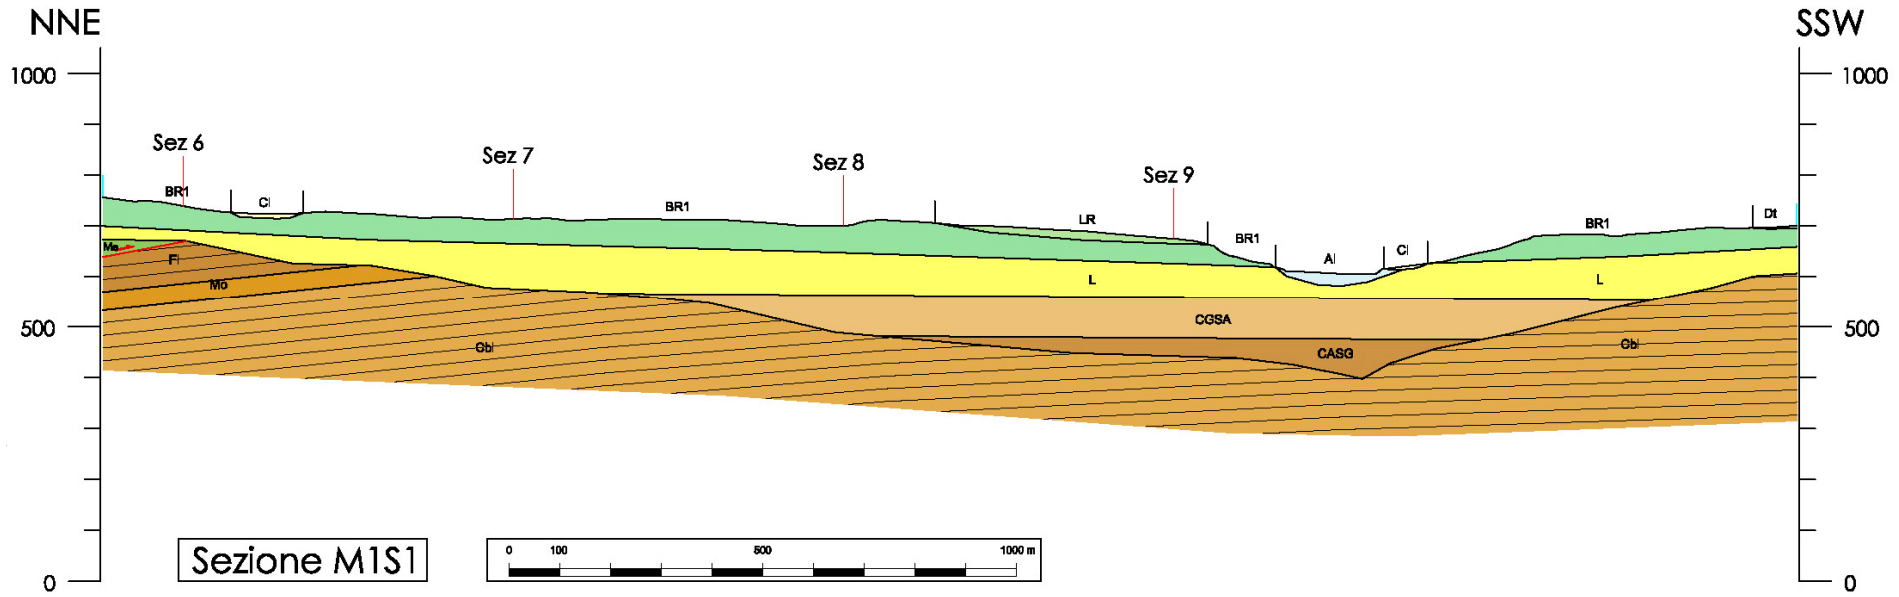 NNE SSW
1000 1000
Sez 6 Sez 7 Sez 8 Sez 9
BR1 Cl BR1 LR BR1 Al Cl BR1 Dt
Ma Fl Mo L L
CGSA
500 500
Gbl CASG Gbl
Sezione M1S1
0 100 500 1000 m
0 0